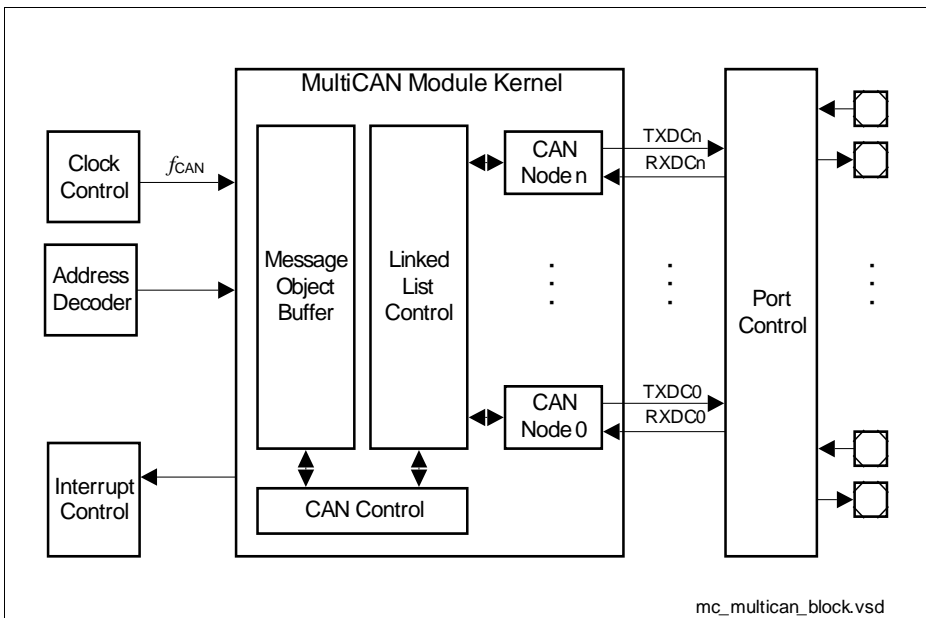 MultiCAN Module Kernel
Clock
Control
fCAN
Address
Decoder
Interrupt
Control
Message
Object
Buffer
Linked
List
Control
CAN
Node n
CAN
Node 0
CAN Control
TXDCn
RXDCn
TXDC0
RXDC0
Port
Control
mc_multican_block.vsd